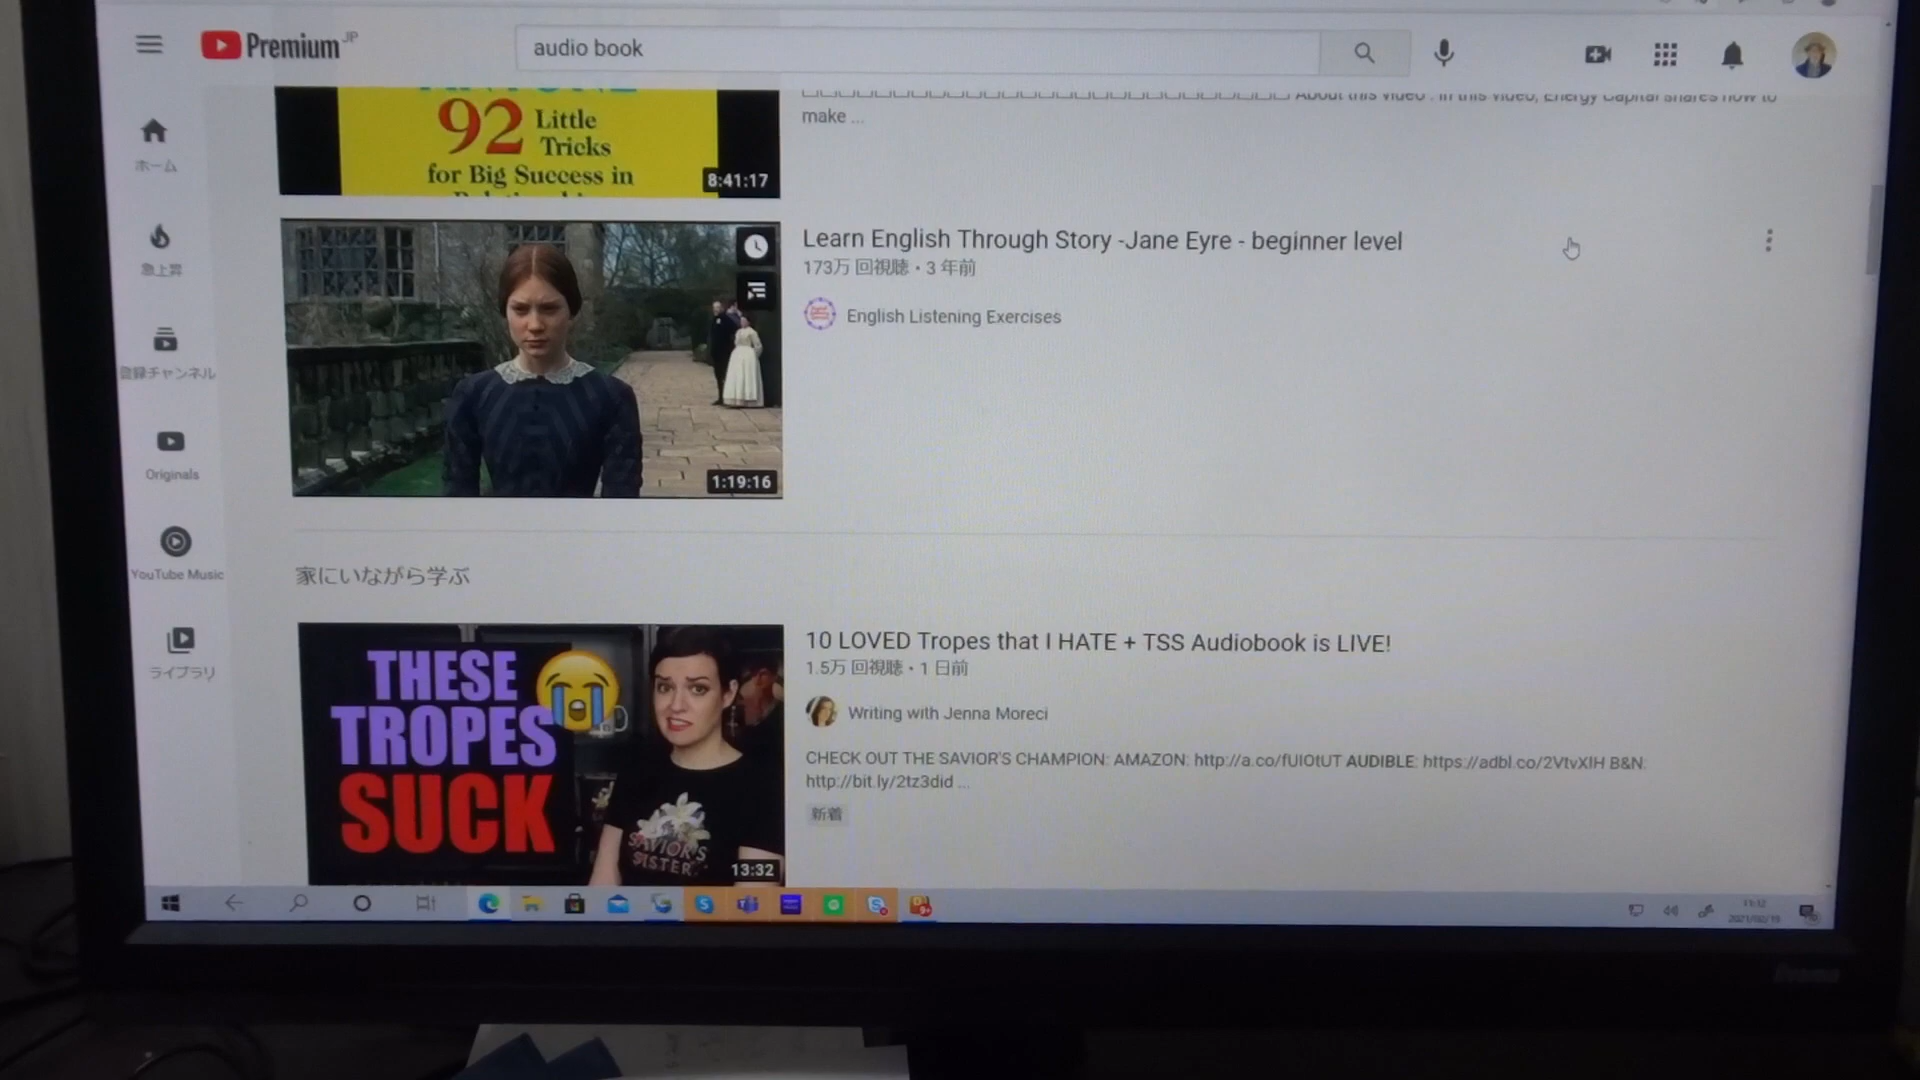 Premium JP
audio book
92 Little
Tricks
for Big Success in
8:41:17
About this video : In this video, Energy Capital shares how to
make ...
ホーム
急上昇
登録チャンネル
Originals
YouTube Music
ライブラリ
Learn English Through Story -Jane Eyre - beginner level
173万 回視聴・3 年前
English Listening Exercises
1:19:16
家にいながら学ぶ
THESE
TROPES
SUCK
SAVIOR'S
SISTER
13:32
10 LOVED Tropes that I HATE + TSS Audiobook is LIVE!
1.5万 回視聴・1 日前
Writing with Jenna Moreci
CHECK OUT THE SAVIOR'S CHAMPION: AMAZON: http://a.co/fUIOtUT AUDIBLE: https://adbl.co/2VtvXIH B&N:
http://bit.ly/2tz3did ...
新着